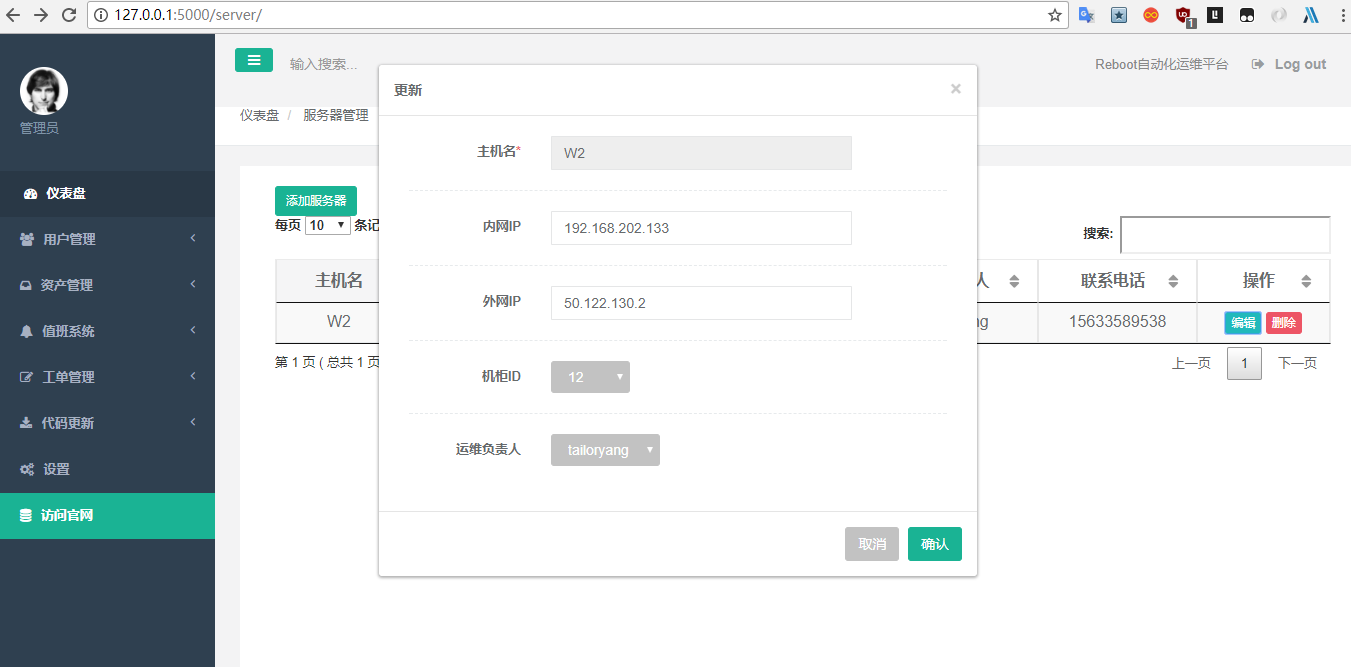 127.0.0.1:5000/server/
1
管理员
仪表盘
用户管理
资产管理
值班系统
工单管理
代码更新
设置
访问官网
输入搜索...
Reboot自动化运维平台
Log out
仪表盘 / 服务器管理
添加服务器
每页 10 条记
搜索:
主机名
人
联系电话
操作
W2
ng
15633589538
编辑
删除
第 1 页 ( 总共 1 页
上一页
1
下一页
更新
×
主机名*
W2
内网IP
192.168.202.133
外网IP
50.122.130.2
机柜ID
12
运维负责人
tailoryang
取消
确认